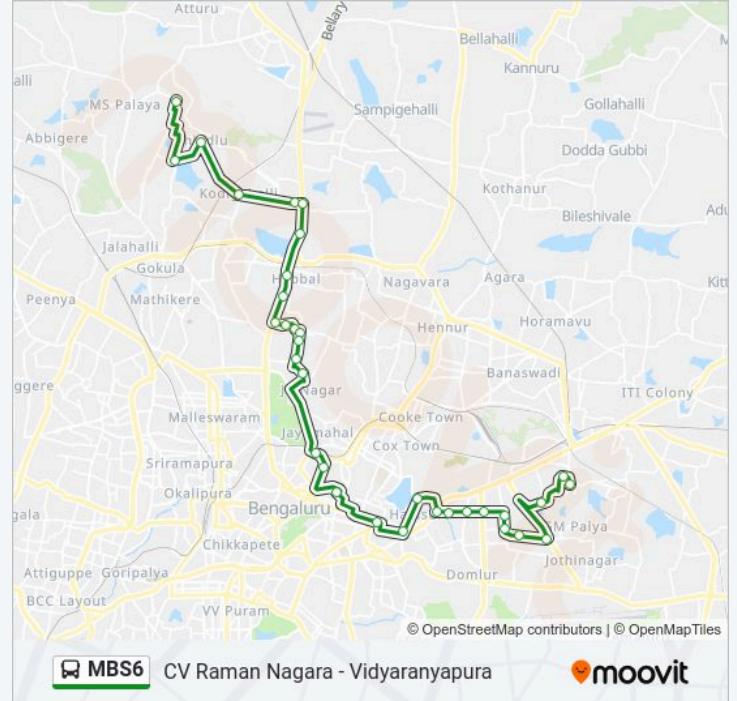 Atturu
Bellary
Bellahalli
Kannuru
MS Palaya
Sampigehalli
Gollahalli
Abbigere
Dodda Gubbi
Kothanur
Bileshivale
Jalahalli
Gokula
Hebbal
Nagavara
Agara
Peenya
Mathikere
Hennur
Horamavu
Banaswadi
ITI Colony
Malleswaram
Cooke Town
Cox Town
Sriramapura
Okalipura
Bengaluru
Chikkapete
Attiguppe
Goripalya
Domlur
Jothinagar
BCC Layout
VV Puram
© OpenStreetMap contributors | © OpenMapTiles
MBS6 CV Raman Nagara - Vidyaranyapura moovit